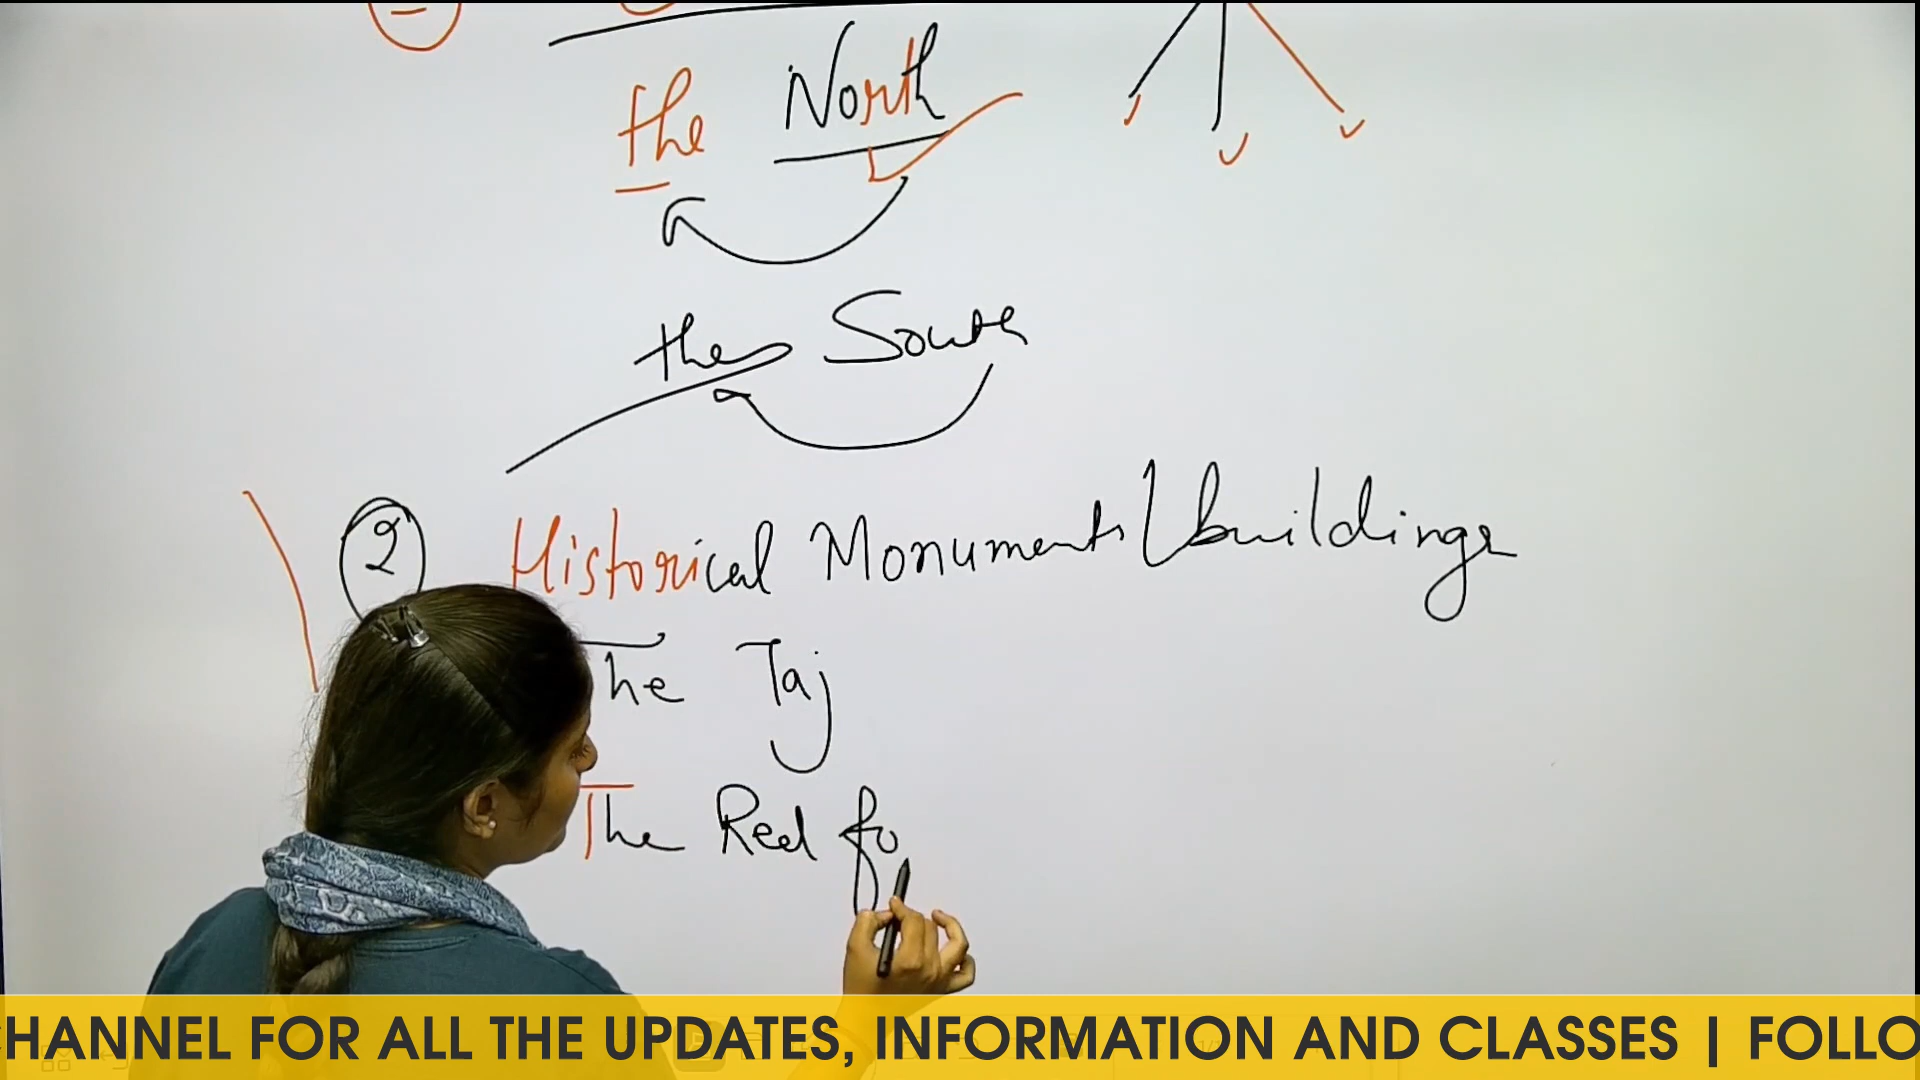 the North
the South
2 Historical Monuments/buildings
The Taj
The Red fo
HANNEL FOR ALL THE UPDATES, INFORMATION AND CLASSES | FOLLO